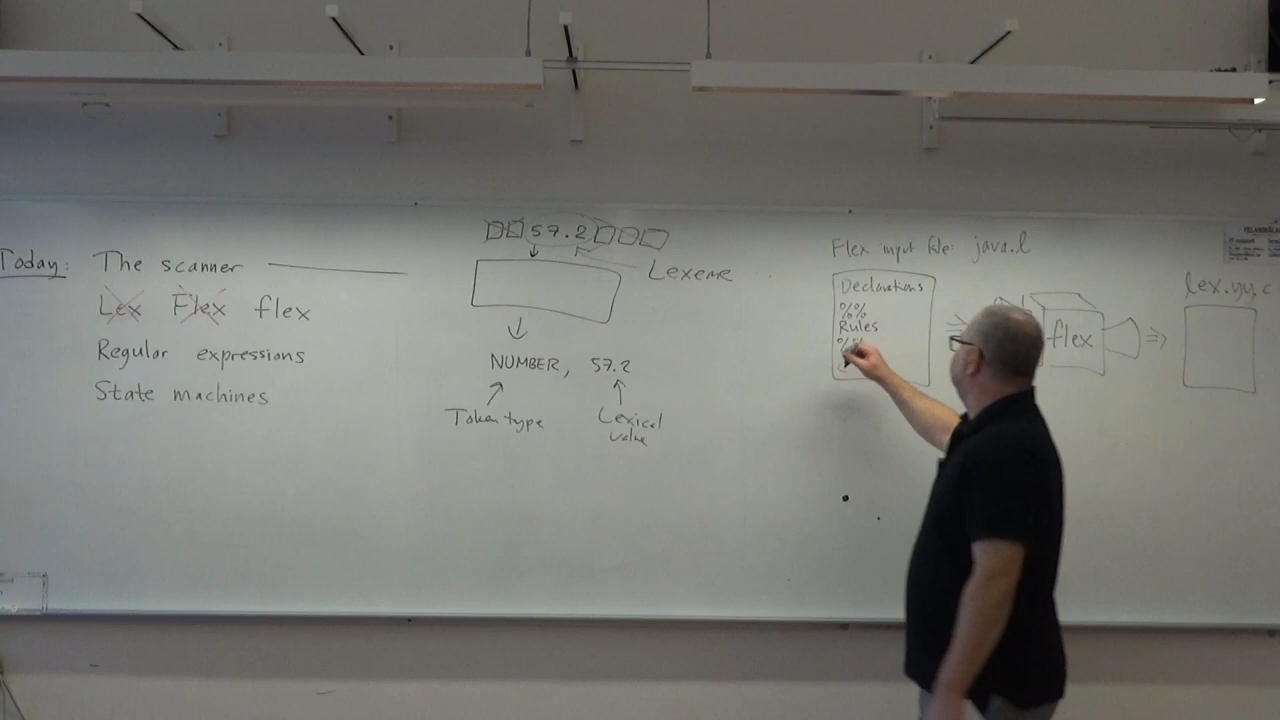 Today: The scanner
Lex Flex flex
Regular expressions
State machines
57.2
Lexeme
NUMBER, 57.2
Token type
Lexical
value
Flex input file: java.l
Declarations
%%
Rules
%%
flex
lex.yy.c